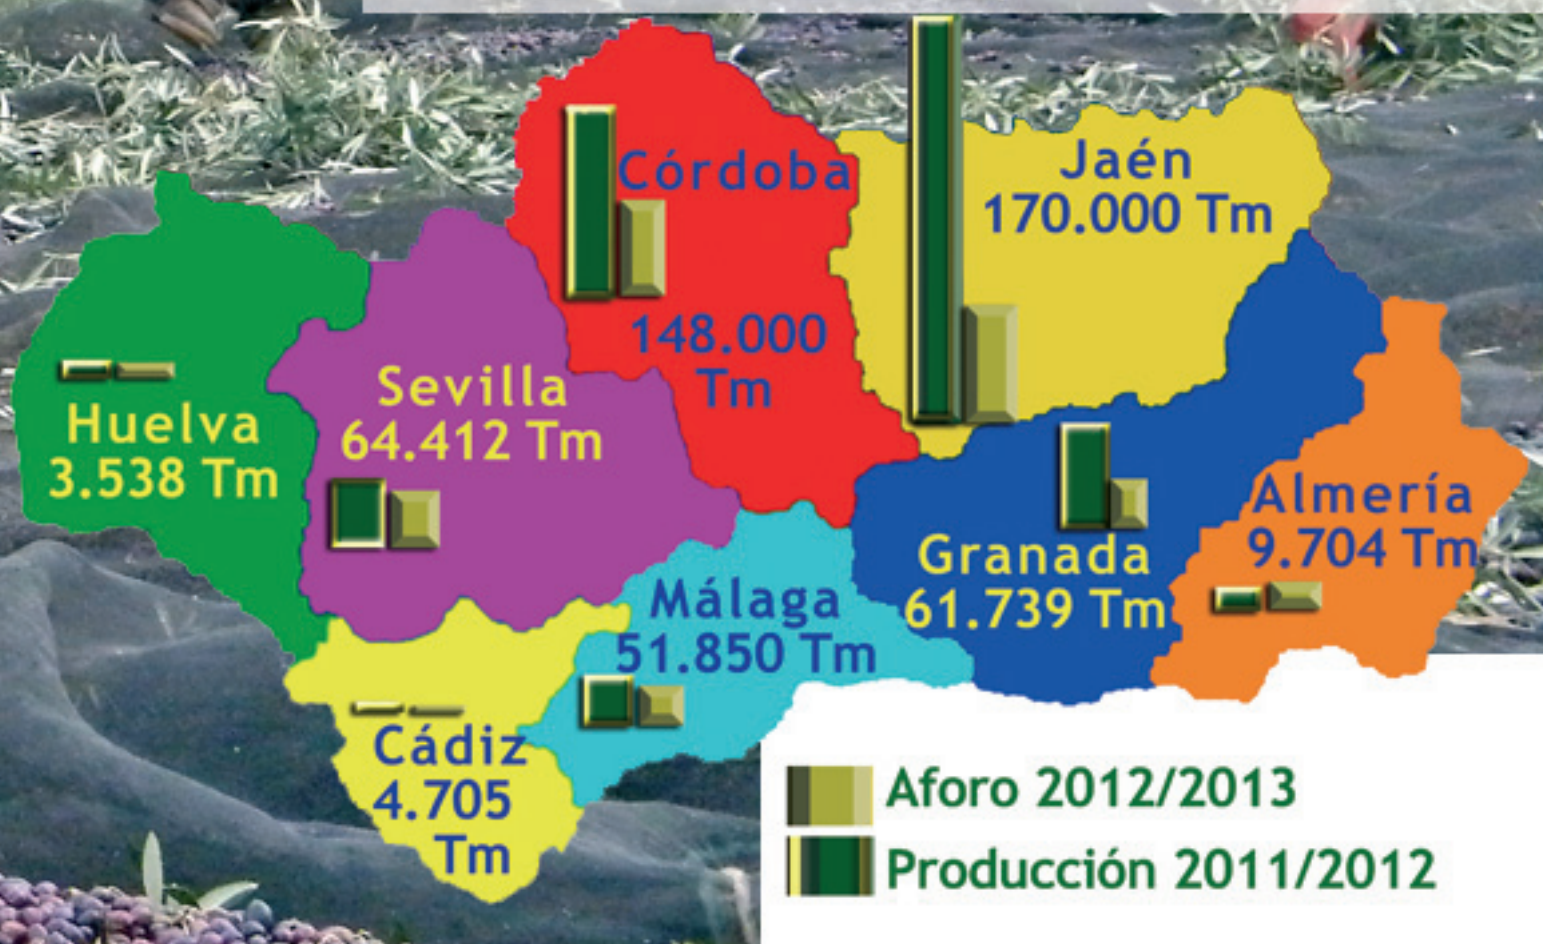 Córdoba
148.000
Tm
Jaén
170.000 Tm
Huelva
3.538 Tm
Sevilla
64.412 Tm
Granada
61.739 Tm
Almería
9.704 Tm
Málaga
51.850 Tm
Cádiz
4.705
Tm
Aforo 2012/2013
Producción 2011/2012